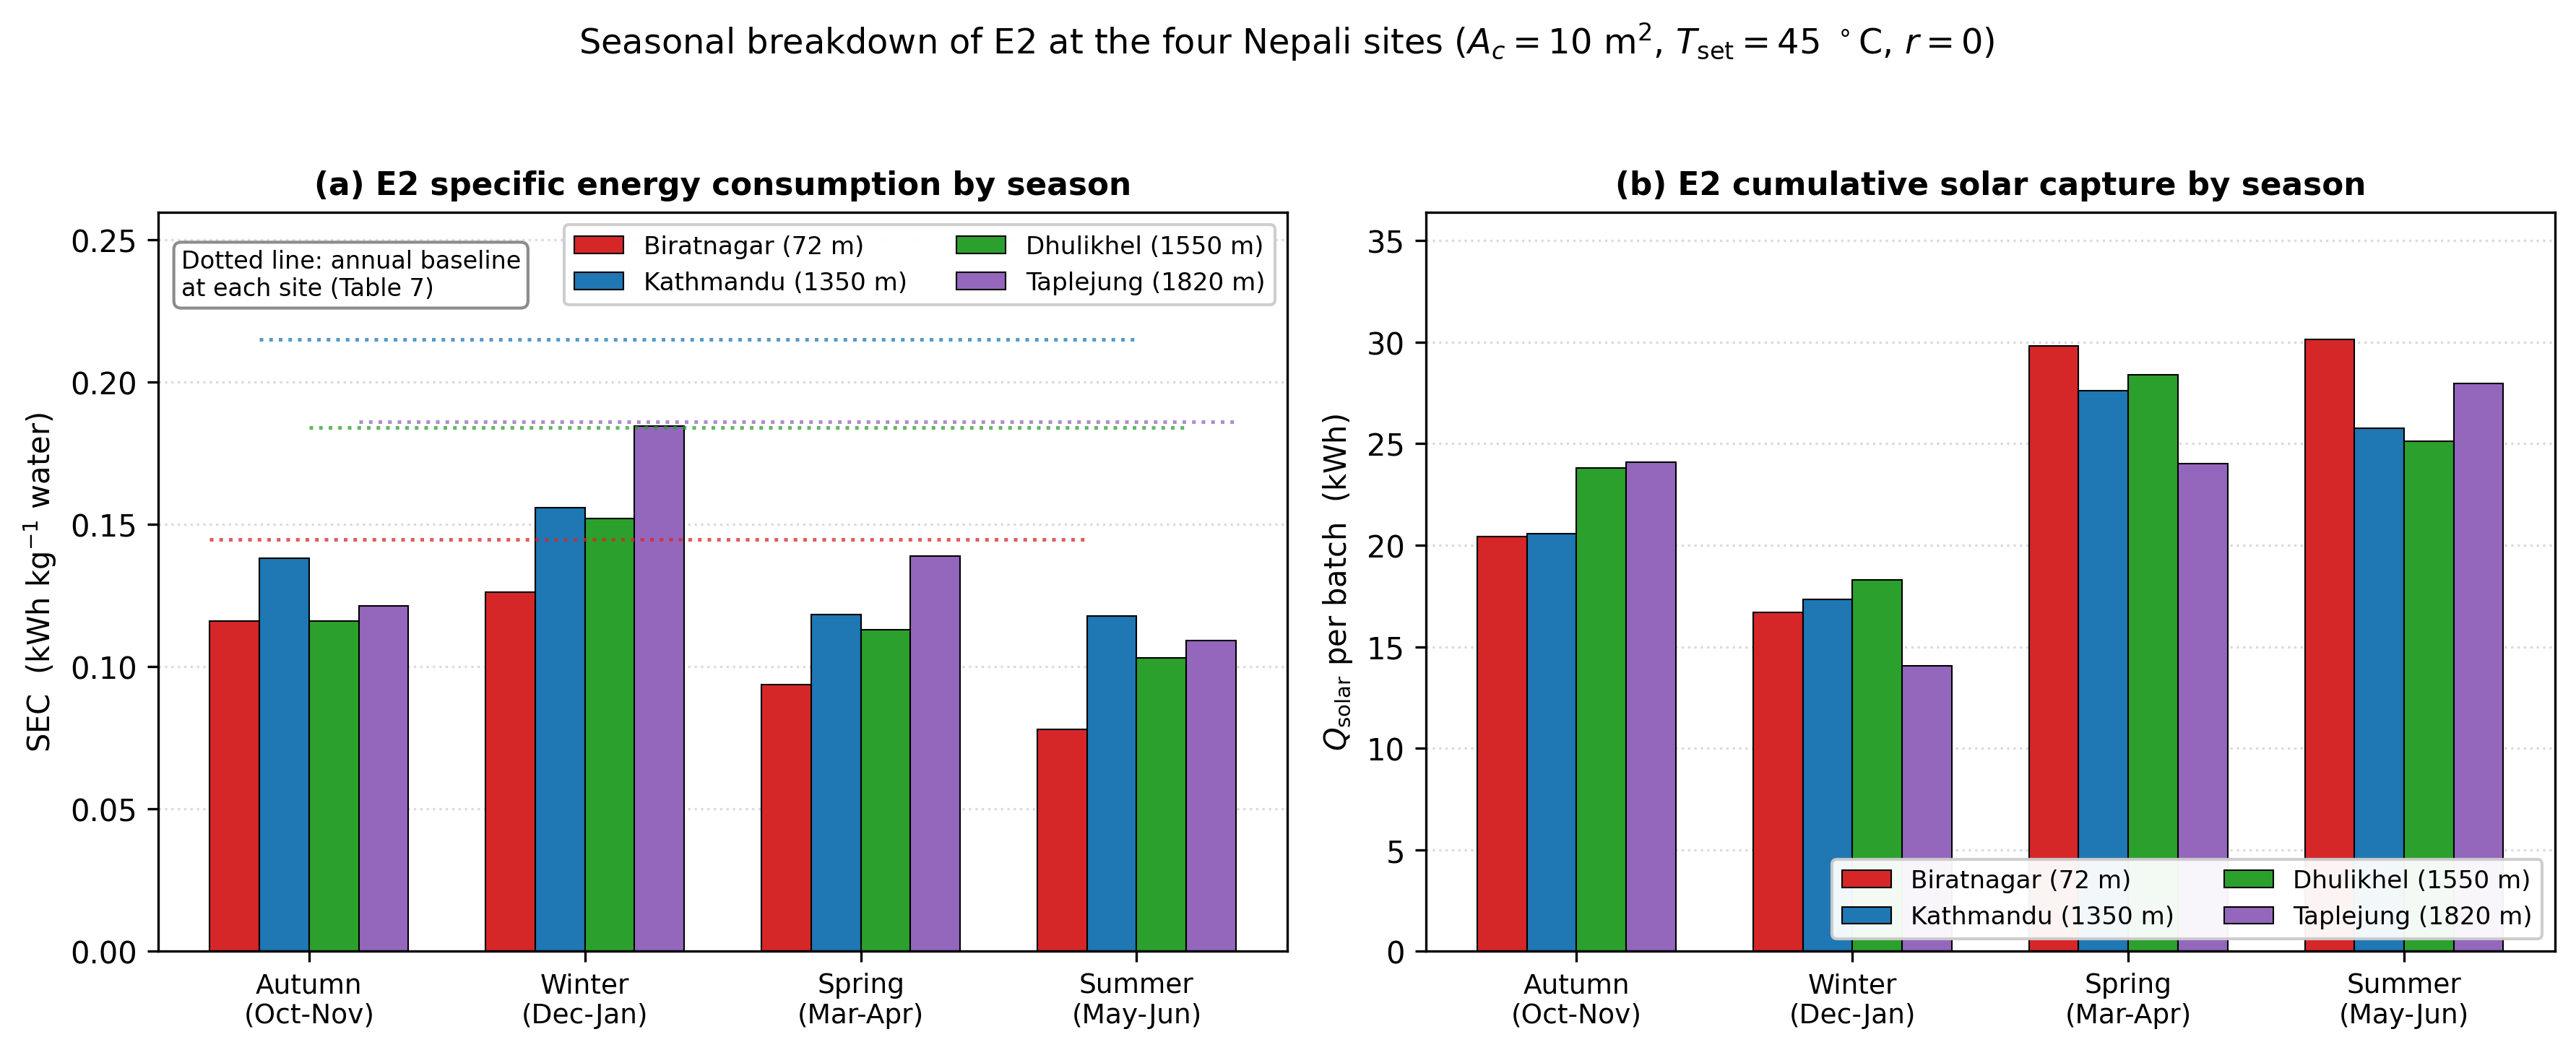 Seasonal breakdown of E2 at the four Nepali sites (A_c = 10 m², T_set = 45 °C, r = 0)
(a) E2 specific energy consumption by season
SEC (kWh kg⁻¹ water)
0.25
0.20
0.15
0.10
0.05
0.00
Dotted line: annual baseline
at each site (Table 7)
Biratnagar (72 m)
Kathmandu (1350 m)
Dhulikhel (1550 m)
Taplejung (1820 m)
Autumn
(Oct-Nov)
Winter
(Dec-Jan)
Spring
(Mar-Apr)
Summer
(May-Jun)
(b) E2 cumulative solar capture by season
Q_solar per batch (kWh)
35
30
25
20
15
10
5
0
Biratnagar (72 m)
Kathmandu (1350 m)
Dhulikhel (1550 m)
Taplejung (1820 m)
Autumn
(Oct-Nov)
Winter
(Dec-Jan)
Spring
(Mar-Apr)
Summer
(May-Jun)